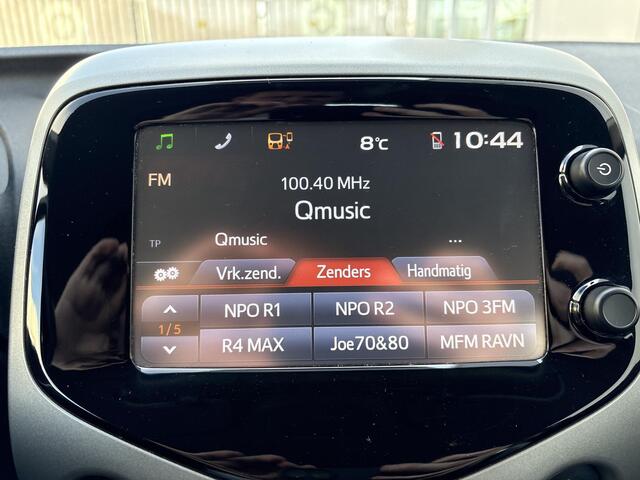 8°C 10:44
FM
100.40 MHz
Qmusic
TP Qmusic ...
Vrk.zend. Zenders Handmatig
NPO R1 NPO R2 NPO 3FM
1/5
R4 MAX Joe70&80 MFM RAVN